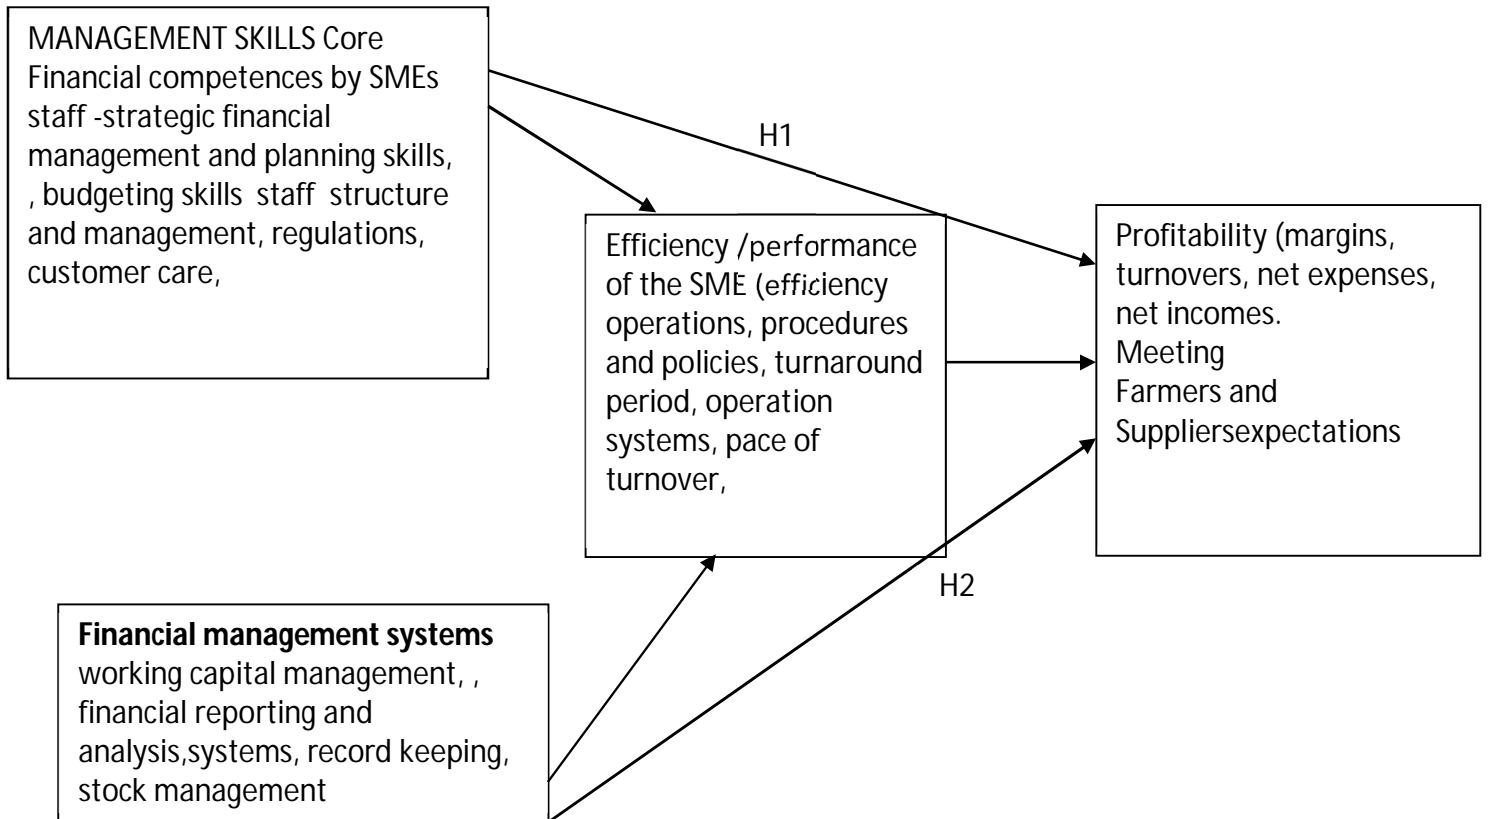 MANAGEMENT SKILLS Core
Financial competences by SMEs
staff -strategic financial
management and planning skills,
, budgeting skills staff structure
and management, regulations,
customer care,
H1
Efficiency /performance
of the SME (efficiency
operations, procedures
and policies, turnaround
period, operation
systems, pace of
turnover,
Profitability (margins,
turnovers, net expenses,
net incomes.
Meeting
Farmers and
Suppliersexpectations
H2
Financial management systems
working capital management, ,
financial reporting and
analysis,systems, record keeping,
stock management